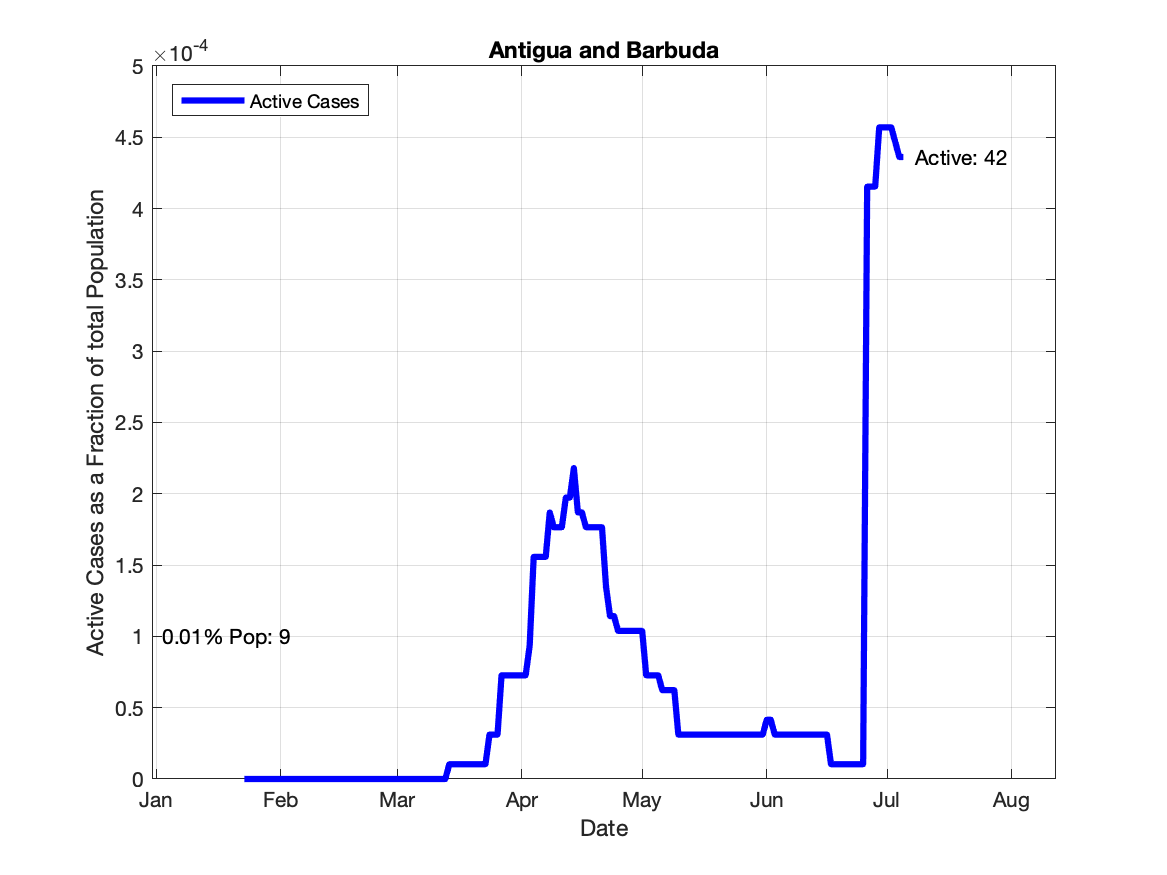 Antigua and Barbuda
×10⁻⁴
5
4.5
4
3.5
3
2.5
2
1.5
1
0.5
0
Active Cases as a Fraction of total Population
Active Cases
Active: 42
0.01% Pop: 9
Jan Feb Mar Apr May Jun Jul Aug
Date